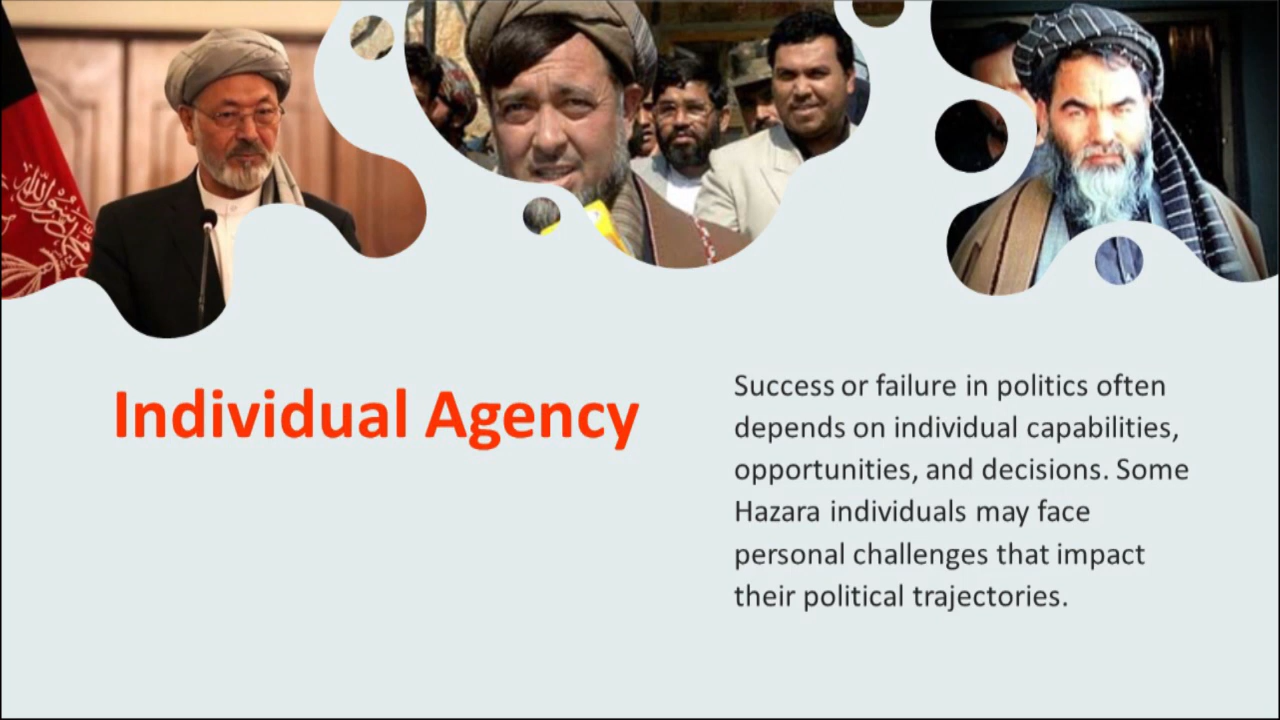 Individual Agency
Success or failure in politics often
depends on individual capabilities,
opportunities, and decisions. Some
Hazara individuals may face
personal challenges that impact
their political trajectories.